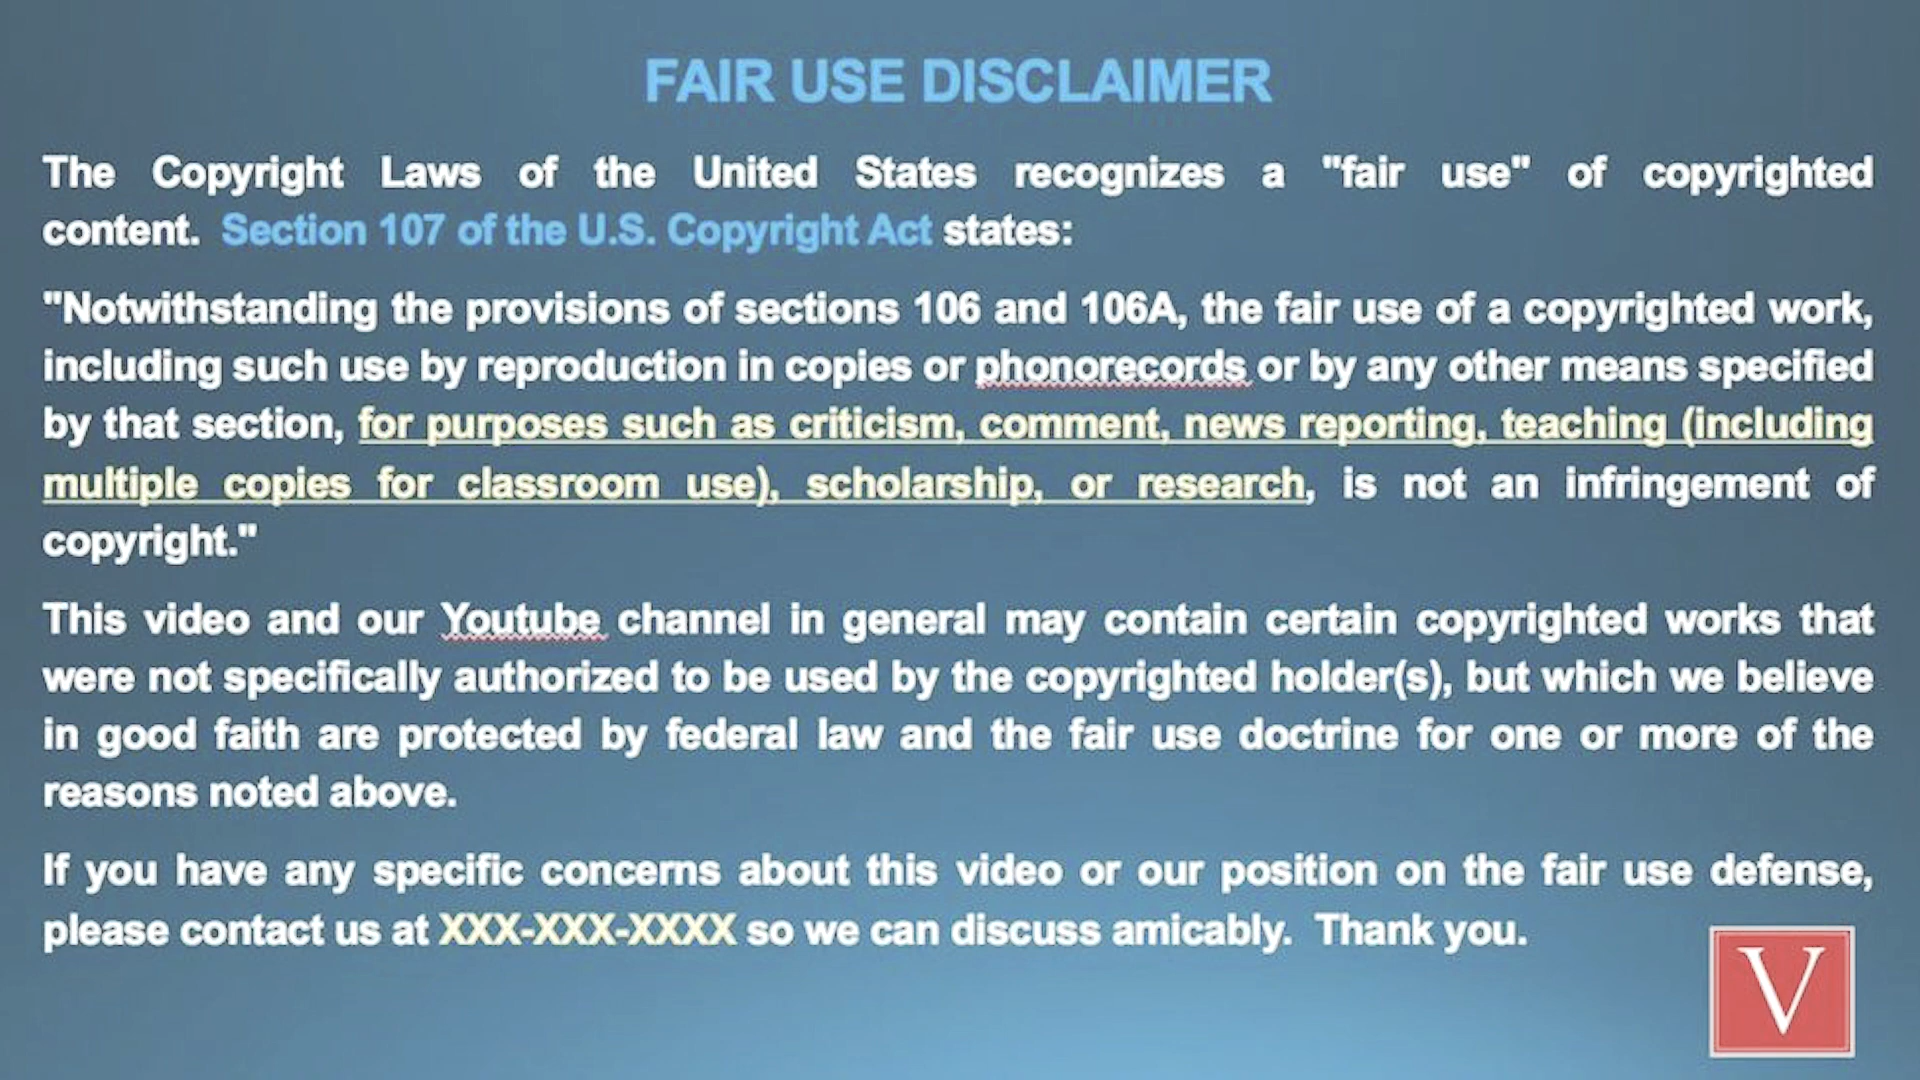 FAIR USE DISCLAIMER
The Copyright Laws of the United States recognizes a "fair use" of copyrighted
content. Section 107 of the U.S. Copyright Act states:
"Notwithstanding the provisions of sections 106 and 106A, the fair use of a copyrighted work,
including such use by reproduction in copies or phonorecords or by any other means specified
by that section, for purposes such as criticism, comment, news reporting, teaching (including
multiple copies for classroom use), scholarship, or research, is not an infringement of
copyright."
This video and our Youtube channel in general may contain certain copyrighted works that
were not specifically authorized to be used by the copyrighted holder(s), but which we believe
in good faith are protected by federal law and the fair use doctrine for one or more of the
reasons noted above.
If you have any specific concerns about this video or our position on the fair use defense,
please contact us at XXX-XXX-XXXX so we can discuss amicably. Thank you.
V